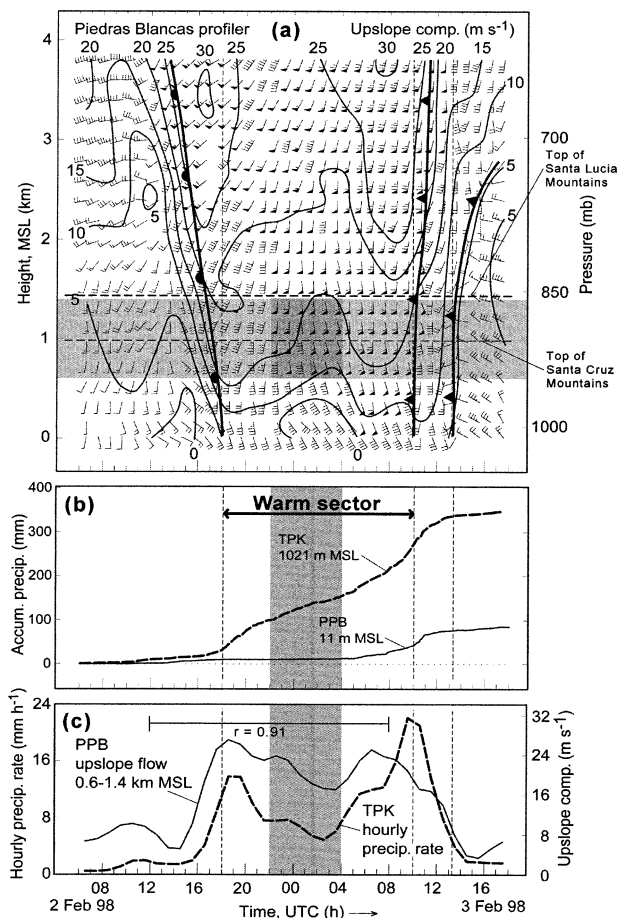 Piedras Blancas profiler (a) Upslope comp. (m s-1)
20 20 25 30 25 25 25 20 15
4
3
2
1
0
Height, MSL (km)
10
15
10
5
5
5
5
0
0
700
850
1000
Pressure (mb)
Top of
Santa Lucia
Mountains
Top of
Santa Cruz
Mountains
(b)
Warm sector
400
300
200
100
0
Accum. precip. (mm)
TPK
1021 m MSL
PPB
11 m MSL
(c)
r = 0.91
24
16
8
0
Hourly precip. rate (mm h-1)
PPB
upslope flow
0.6-1.4 km MSL
TPK
hourly
precip. rate
32
24
16
8
0
Upslope comp. (m s-1)
08 12 16 20 00 04 08 12 16
2 Feb 98 Time, UTC (h) → 3 Feb 98